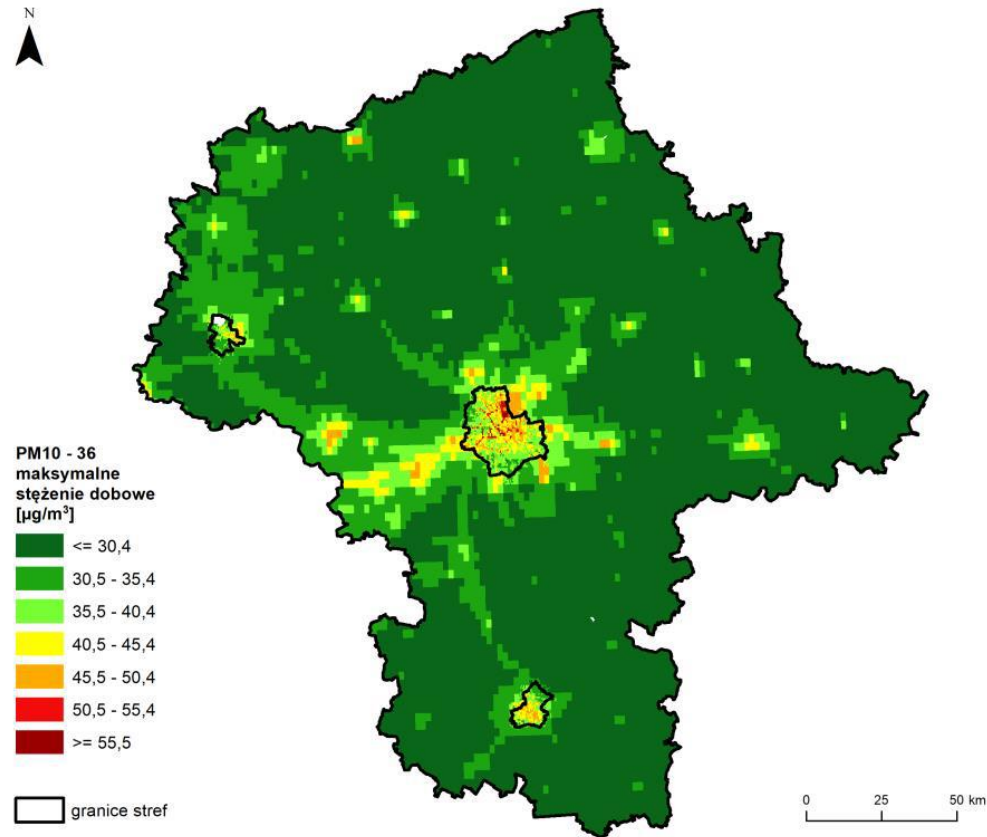 N
PM10 - 36
maksymalne
stężenie dobowe
[µg/m³]
<= 30,4
30,5 - 35,4
35,5 - 40,4
40,5 - 45,4
45,5 - 50,4
50,5 - 55,4
>= 55,5
granice stref
0 25 50 km